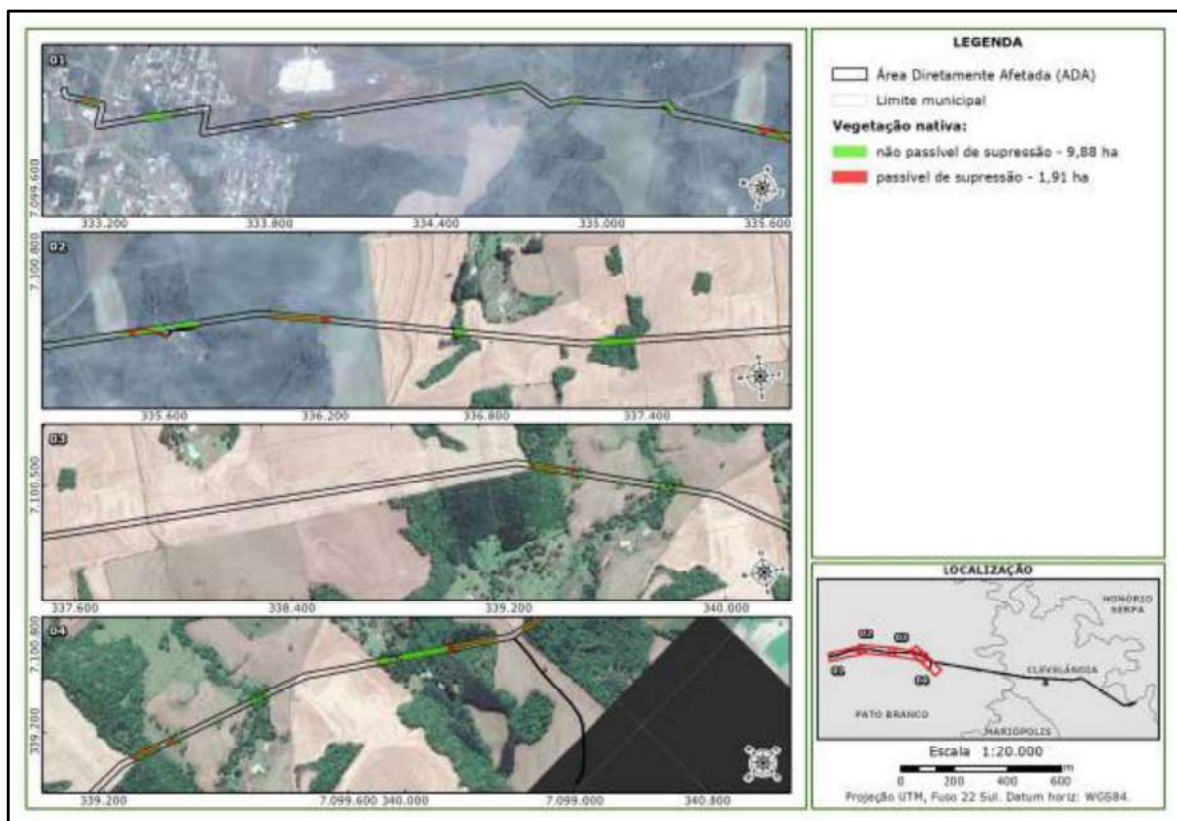 01
7.099.600
333.200
333.800
334.400
335.000
335.600
02
7.100.800
335.600
336.200
336.800
337.400
03
7.100.500
337.600
338.400
339.200
340.000
04
7.100.800
339.200
339.200
7.099.600 340.000
7.099.000
340.800
LEGENDA
Área Diretamente Afetada (ADA)
Limite municipal
Vegetação nativa:
não passível de supressão - 9,88 ha
passível de supressão - 1,91 ha
LOCALIZAÇÃO
HONÓRIO
SERPA
02
03
01
04
CLEVELÂNDIA
PATO BRANCO
MARIÓPOLIS
Escala 1:20.000
m
0 200 400 600
Projeção UTM, Fuso 22 Sul. Datum horiz: WGS84.